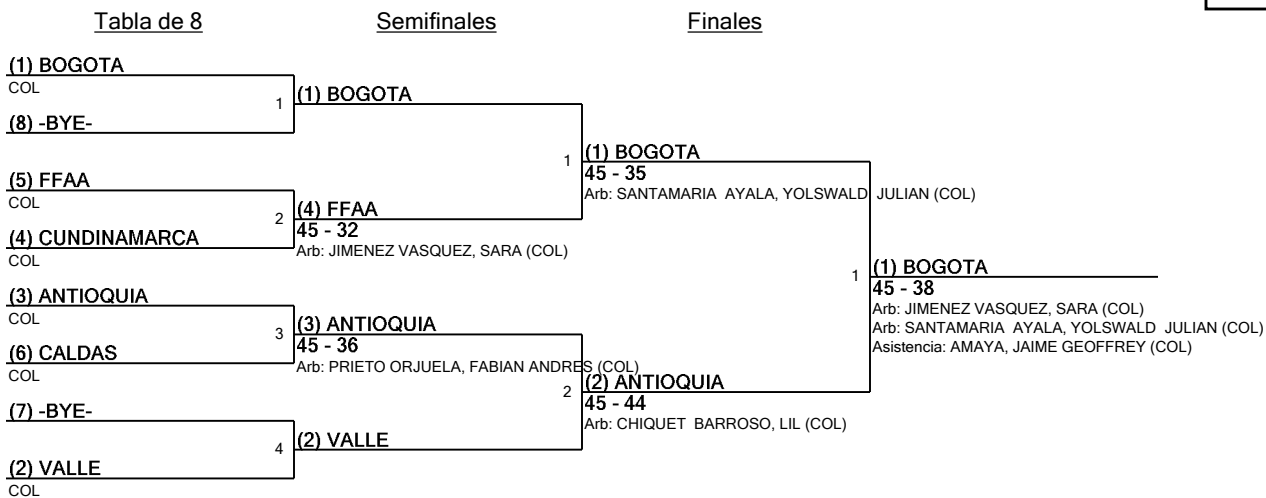 Tabla de 8
Semifinales
Finales
(1) BOGOTA
COL
(8) -BYE-
(5) FFAA
COL
(4) CUNDINAMARCA
COL
(3) ANTIOQUIA
COL
(6) CALDAS
COL
(7) -BYE-
(2) VALLE
COL
1
(1) BOGOTA
2
(4) FFAA
45 - 32
Arb: JIMENEZ VASQUEZ, SARA (COL)
3
(3) ANTIOQUIA
45 - 36
Arb: PRIETO ORJUELA, FABIAN ANDRES (COL)
4
(2) VALLE
1
(1) BOGOTA
45 - 35
Arb: SANTAMARIA AYALA, YOLSWALD JULIAN (COL)
2
(2) ANTIOQUIA
45 - 44
Arb: CHIQUET BARROSO, LIL (COL)
1
(1) BOGOTA
45 - 38
Arb: JIMENEZ VASQUEZ, SARA (COL)
Arb: SANTAMARIA AYALA, YOLSWALD JULIAN (COL)
Asistencia: AMAYA, JAIME GEOFFREY (COL)